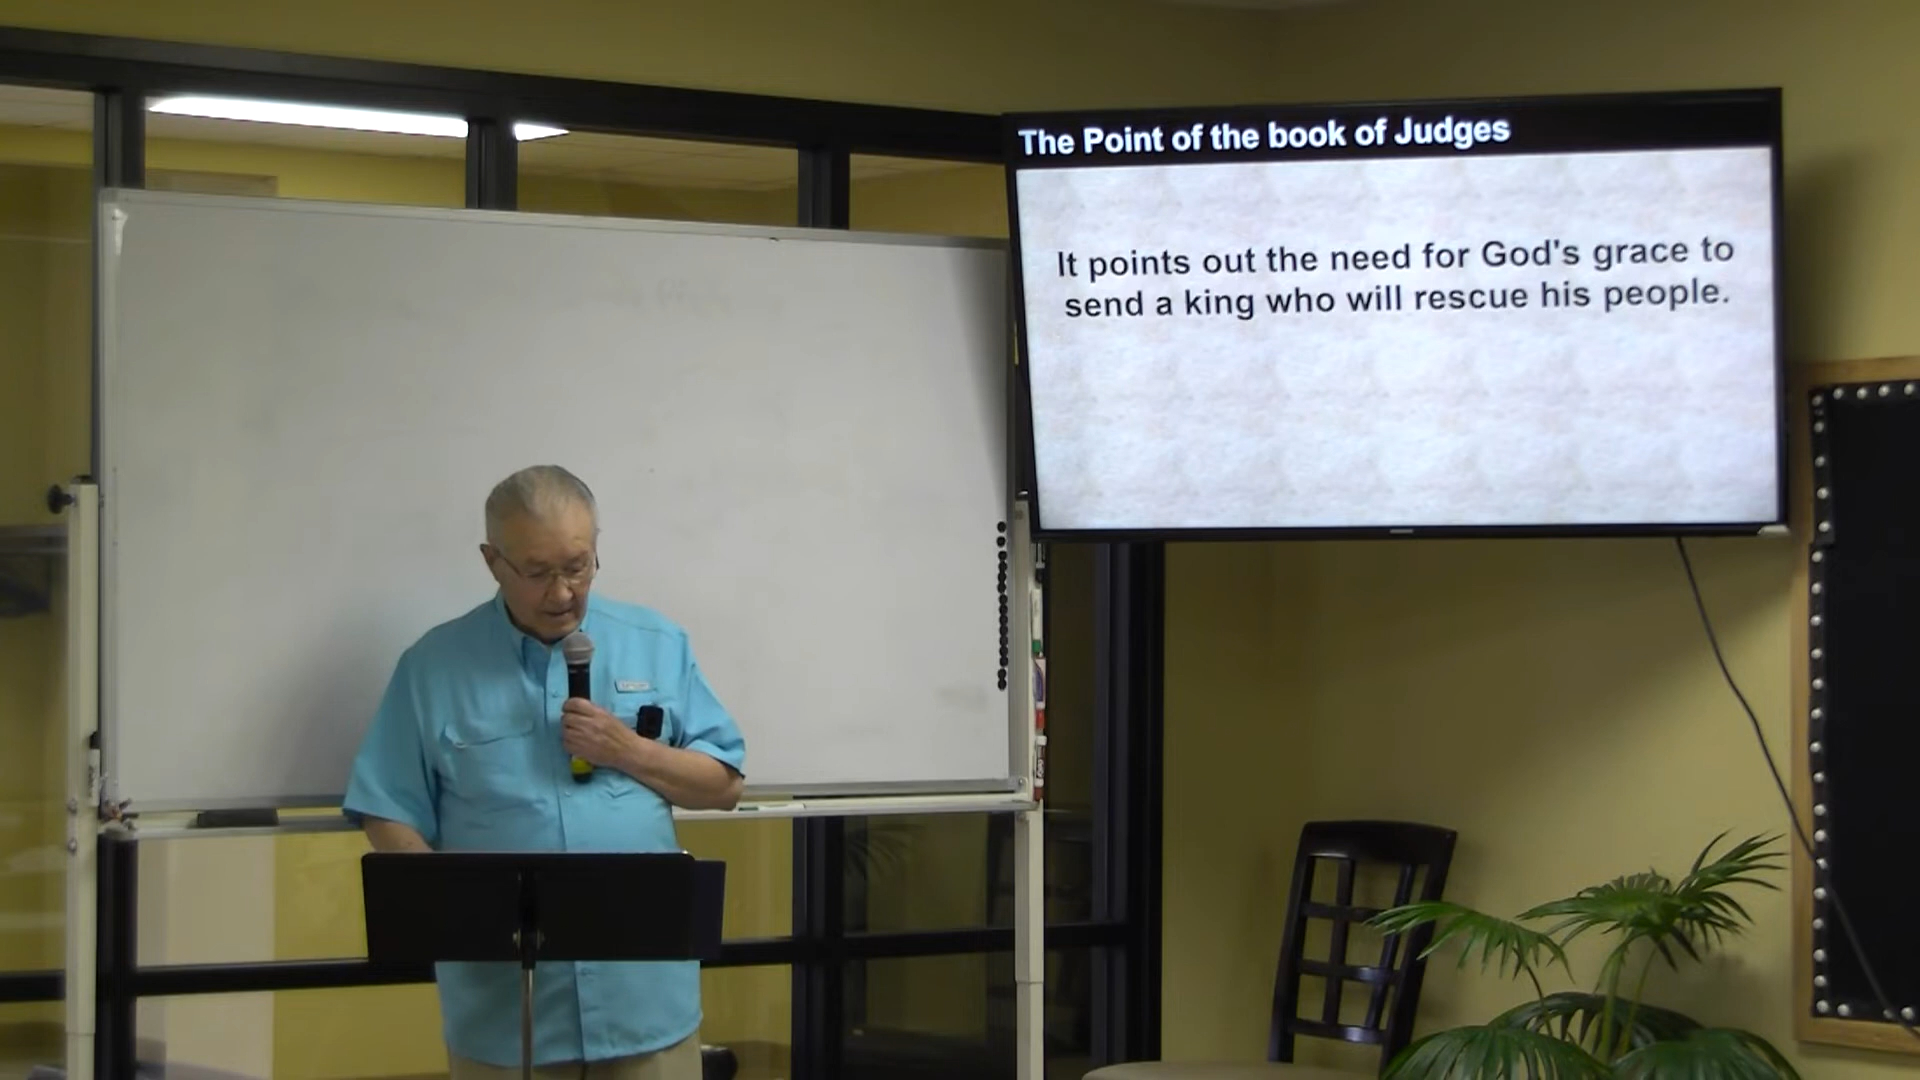 The Point of the book of Judges
It points out the need for God's grace to
send a king who will rescue his people.